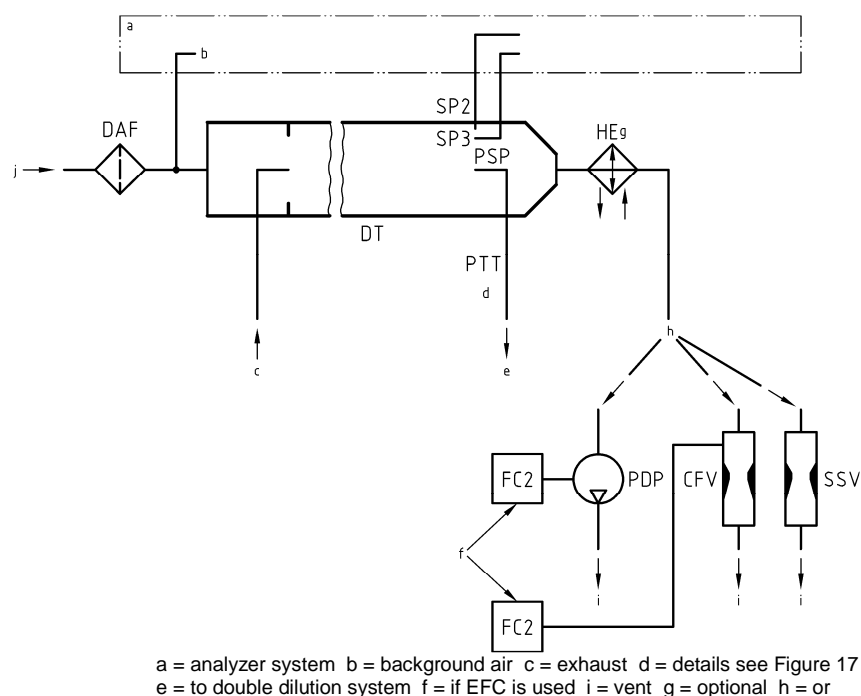 a
b
SP2
DAF
SP3
HEg
PSP
j
DT
PTT
d
h
c
e
FC2
PDP
CFV
SSV
f
i
i
i
FC2
a = analyzer system b = background air c = exhaust d = details see Figure 17
e = to double dilution system f = if EFC is used i = vent g = optional h = or